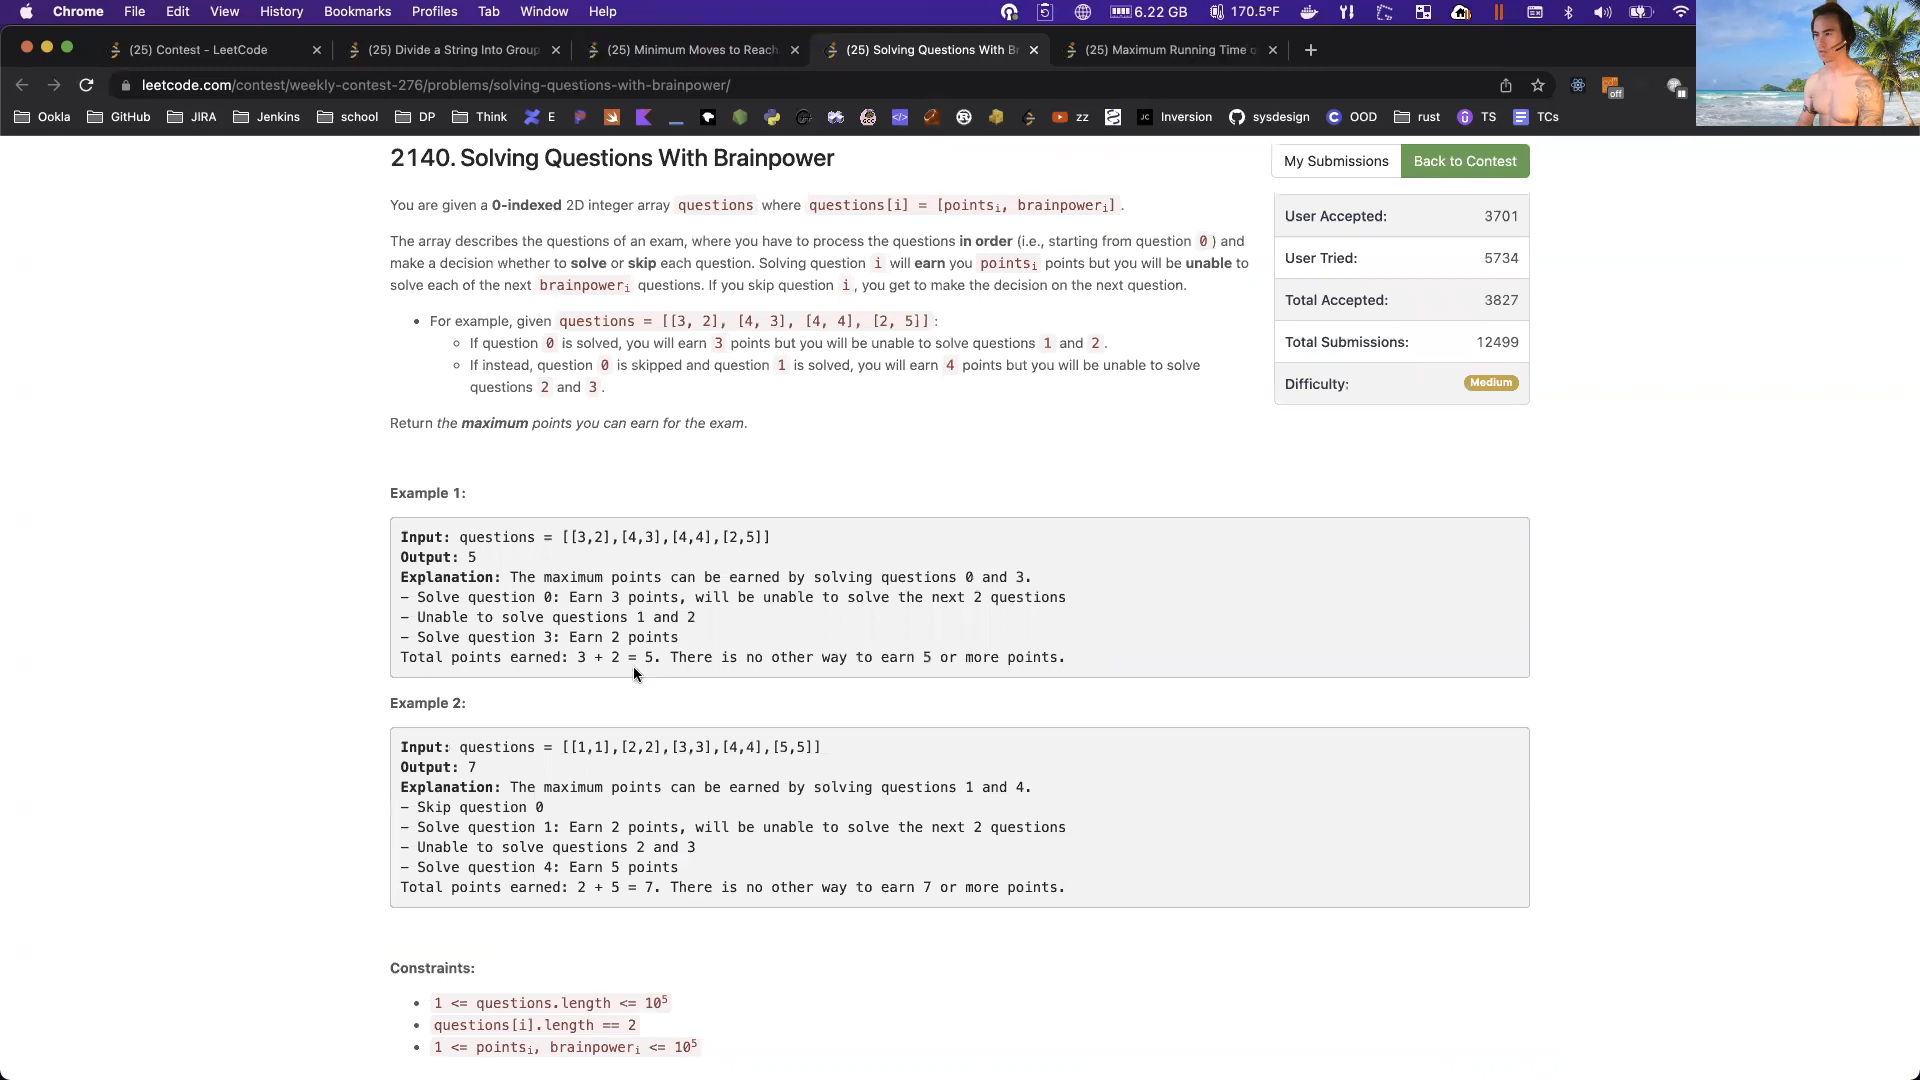 Chrome File Edit View History Bookmarks Profiles Tab Window Help 6.22 GB 170.5°F
(25) Contest - LeetCode (25) Divide a String Into Group (25) Minimum Moves to Reach (25) Solving Questions With Br (25) Maximum Running Time o
leetcode.com/contest/weekly-contest-276/problems/solving-questions-with-brainpower/
off
Ookla GitHub JIRA Jenkins school DP Think E zz Inversion sysdesign OOD rust TS TCs
2140. Solving Questions With Brainpower
My Submissions Back to Contest
You are given a 0-indexed 2D integer array questions where questions[i] = [pointsᵢ, brainpowerᵢ].
The array describes the questions of an exam, where you have to process the questions in order (i.e., starting from question 0) and
make a decision whether to solve or skip each question. Solving question i will earn you pointsᵢ points but you will be unable to
solve each of the next brainpowerᵢ questions. If you skip question i, you get to make the decision on the next question.
• For example, given questions = [[3, 2], [4, 3], [4, 4], [2, 5]]:
◦ If question 0 is solved, you will earn 3 points but you will be unable to solve questions 1 and 2.
◦ If instead, question 0 is skipped and question 1 is solved, you will earn 4 points but you will be unable to solve
questions 2 and 3.
Return the maximum points you can earn for the exam.
User Accepted: 3701
User Tried: 5734
Total Accepted: 3827
Total Submissions: 12499
Difficulty: Medium
Example 1:
Input: questions = [[3,2],[4,3],[4,4],[2,5]]
Output: 5
Explanation: The maximum points can be earned by solving questions 0 and 3.
- Solve question 0: Earn 3 points, will be unable to solve the next 2 questions
- Unable to solve questions 1 and 2
- Solve question 3: Earn 2 points
Total points earned: 3 + 2 = 5. There is no other way to earn 5 or more points.
Example 2:
Input: questions = [[1,1],[2,2],[3,3],[4,4],[5,5]]
Output: 7
Explanation: The maximum points can be earned by solving questions 1 and 4.
- Skip question 0
- Solve question 1: Earn 2 points, will be unable to solve the next 2 questions
- Unable to solve questions 2 and 3
- Solve question 4: Earn 5 points
Total points earned: 2 + 5 = 7. There is no other way to earn 7 or more points.
Constraints:
• 1 <= questions.length <= 10⁵
• questions[i].length == 2
• 1 <= pointsᵢ, brainpowerᵢ <= 10⁵